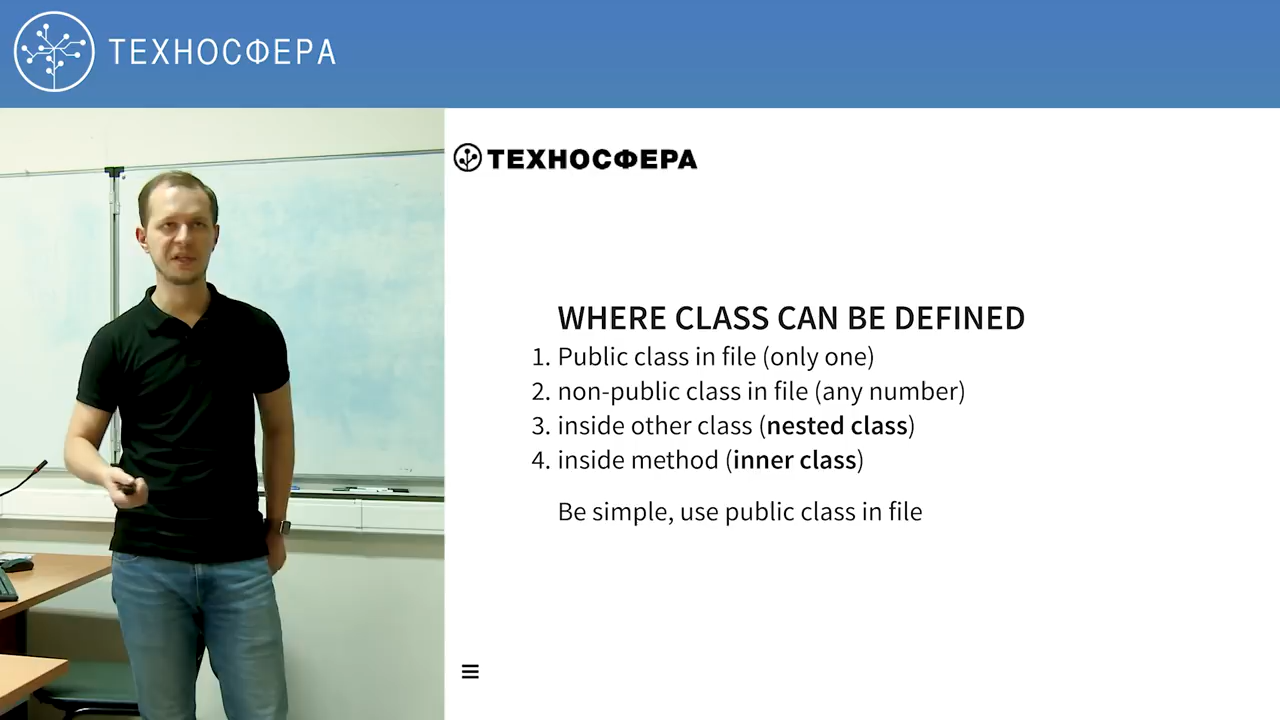 ТЕХНОСФЕРА
ТЕХНОСФЕРА
WHERE CLASS CAN BE DEFINED
1. Public class in file (only one)
2. non-public class in file (any number)
3. inside other class (nested class)
4. inside method (inner class)
Be simple, use public class in file